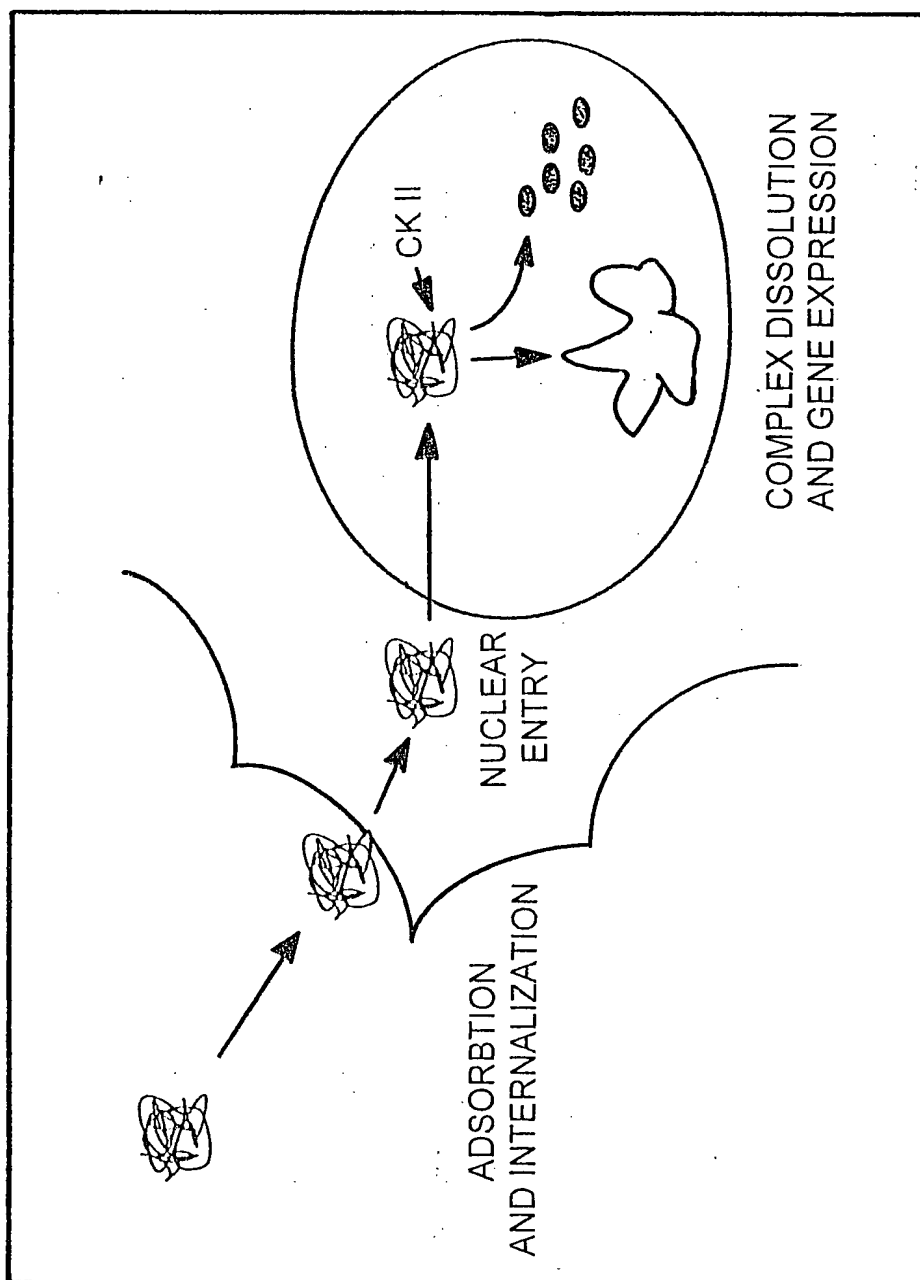 ADSORBTION
AND INTERNALIZATION
NUCLEAR
ENTRY
CK II
COMPLEX DISSOLUTION
AND GENE EXPRESSION